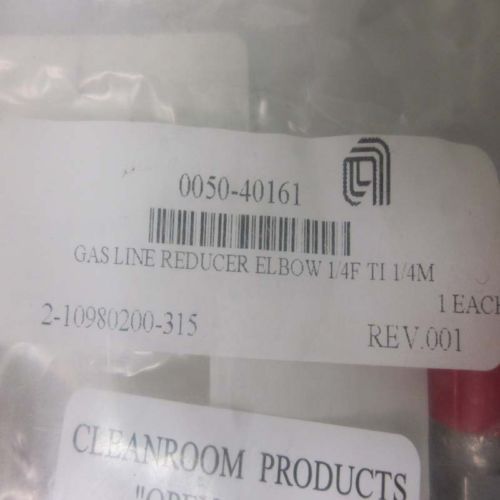 0050-40161
GAS LINE REDUCER ELBOW 1/4F TI 1/4M
1 EACH
2-10980200-315
REV.001
CLEANROOM PRODUCTS